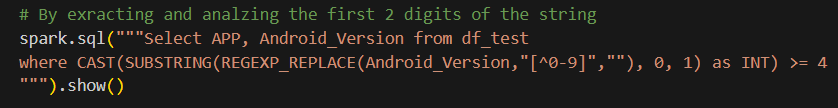 # By exracting and analzing the first 2 digits of the string
spark.sql("""Select APP, Android_Version from df_test
where CAST(SUBSTRING(REGEXP_REPLACE(Android_Version,"[^0-9]",""), 0, 1) as INT) >= 4
""").show()